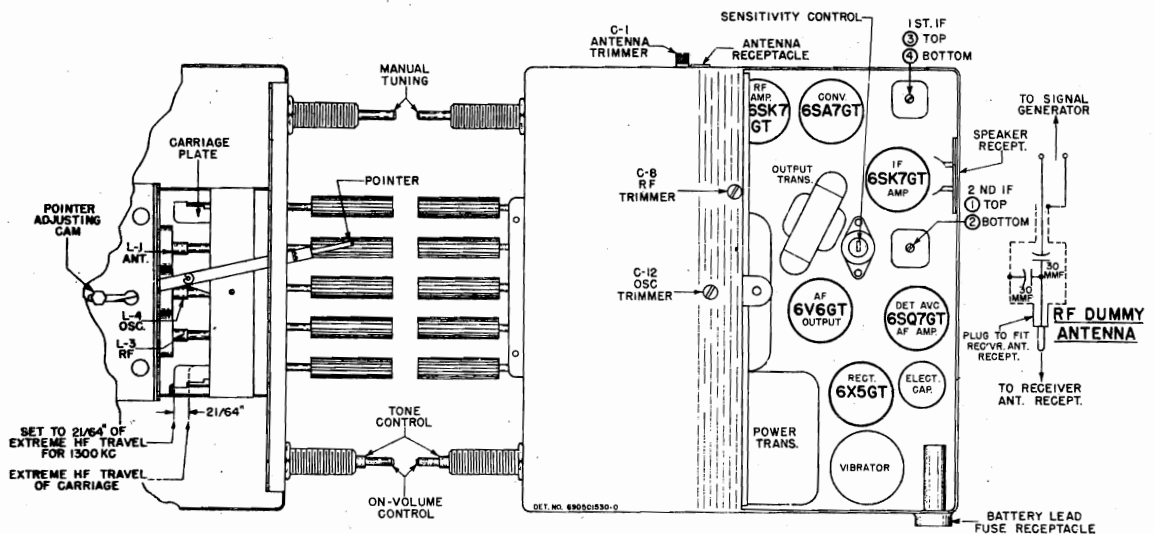 SENSITIVITY CONTROL
1 ST. IF
③ TOP
④ BOTTOM
C-1
ANTENNA
TRIMMER
ANTENNA
RECEPTACLE
MANUAL
TUNING
CARRIAGE
PLATE
POINTER
POINTER
ADJUSTING
CAM
L-1
ANT.
L-4
OSC.
L-3
RF
21/64"
SET TO 21/64" OF
EXTREME HF TRAVEL
FOR 1300 KC
EXTREME HF TRAVEL
OF CARRIAGE
TONE
CONTROL
ON-VOLUME
CONTROL
RF
AMP.
6SK7
GT
CONV.
6SA7GT
C-8
RF
TRIMMER
OUTPUT
TRANS.
IF
6SK7GT
AMP
C-12
OSC
TRIMMER
AF
6V6GT
OUTPUT
DET AVC
6SQ7GT
AF AMP.
RECT.
6X5GT
ELECT.
CAP.
POWER
TRANS.
VIBRATOR
DET. NO. 6905C1530-0
TO SIGNAL
GENERATOR
SPEAKER
RECEPT.
2 ND IF
① TOP
② BOTTOM
30
MMF
30
MMF
RF DUMMY
ANTENNA
PLUG TO FIT
REC'VR. ANT.
RECEPT.
TO RECEIVER
ANT. RECEPT.
BATTERY LEAD
FUSE RECEPTACLE